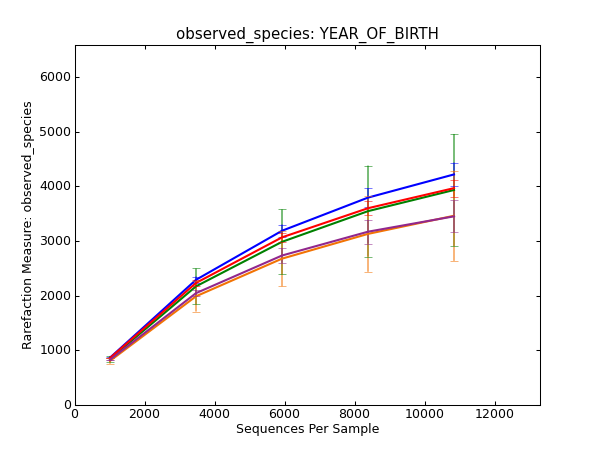 observed_species: YEAR_OF_BIRTH
Rarefaction Measure: observed_species
6000
5000
4000
3000
2000
1000
0
0 2000 4000 6000 8000 10000 12000
Sequences Per Sample